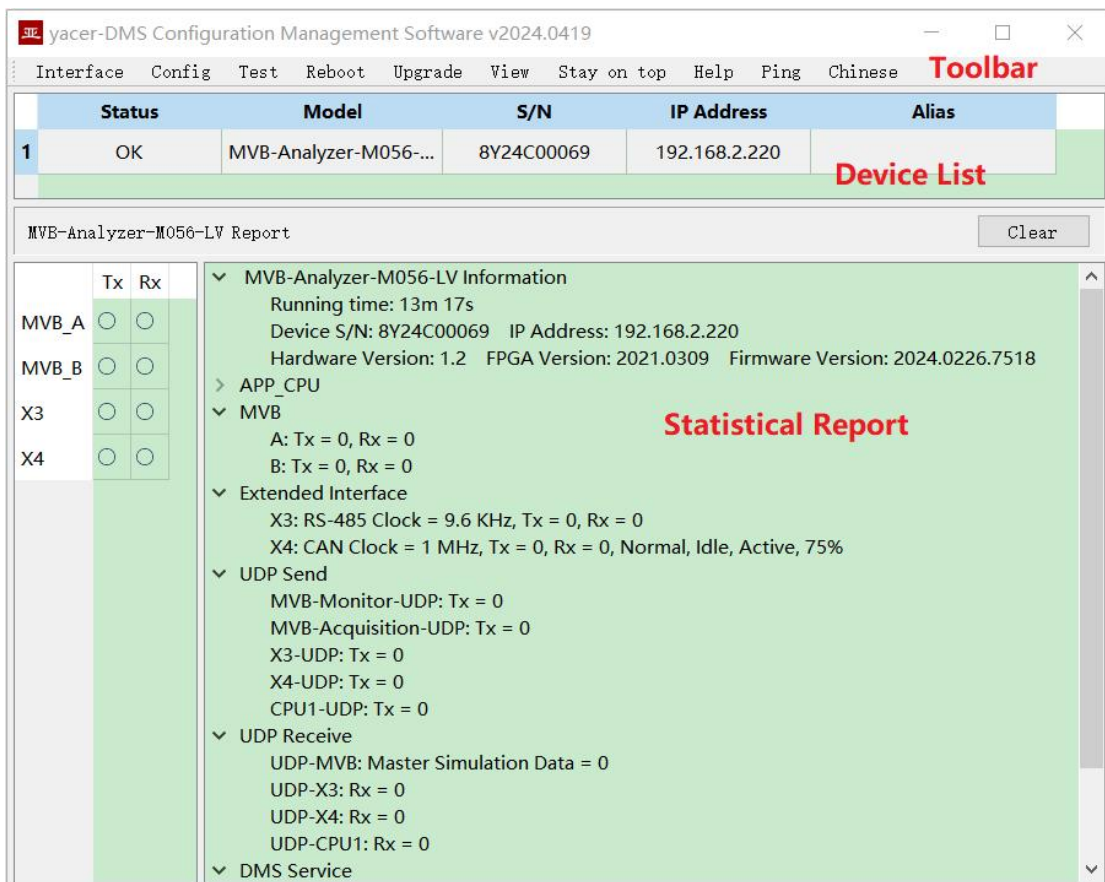 亚 yacer-DMS Configuration Management Software v2024.0419
Interface Config Test Reboot Upgrade View Stay on top Help Ping Chinese Toolbar
Status Model S/N IP Address Alias
1 OK MVB-Analyzer-M056-... 8Y24C00069 192.168.2.220
Device List
MVB-Analyzer-M056-LV Report Clear
Tx Rx
MVB_A
MVB_B
X3
X4
MVB-Analyzer-M056-LV Information
Running time: 13m 17s
Device S/N: 8Y24C00069 IP Address: 192.168.2.220
Hardware Version: 1.2 FPGA Version: 2021.0309 Firmware Version: 2024.0226.7518
APP_CPU
MVB
Statistical Report
A: Tx = 0, Rx = 0
B: Tx = 0, Rx = 0
Extended Interface
X3: RS-485 Clock = 9.6 KHz, Tx = 0, Rx = 0
X4: CAN Clock = 1 MHz, Tx = 0, Rx = 0, Normal, Idle, Active, 75%
UDP Send
MVB-Monitor-UDP: Tx = 0
MVB-Acquisition-UDP: Tx = 0
X3-UDP: Tx = 0
X4-UDP: Tx = 0
CPU1-UDP: Tx = 0
UDP Receive
UDP-MVB: Master Simulation Data = 0
UDP-X3: Rx = 0
UDP-X4: Rx = 0
UDP-CPU1: Rx = 0
DMS Service